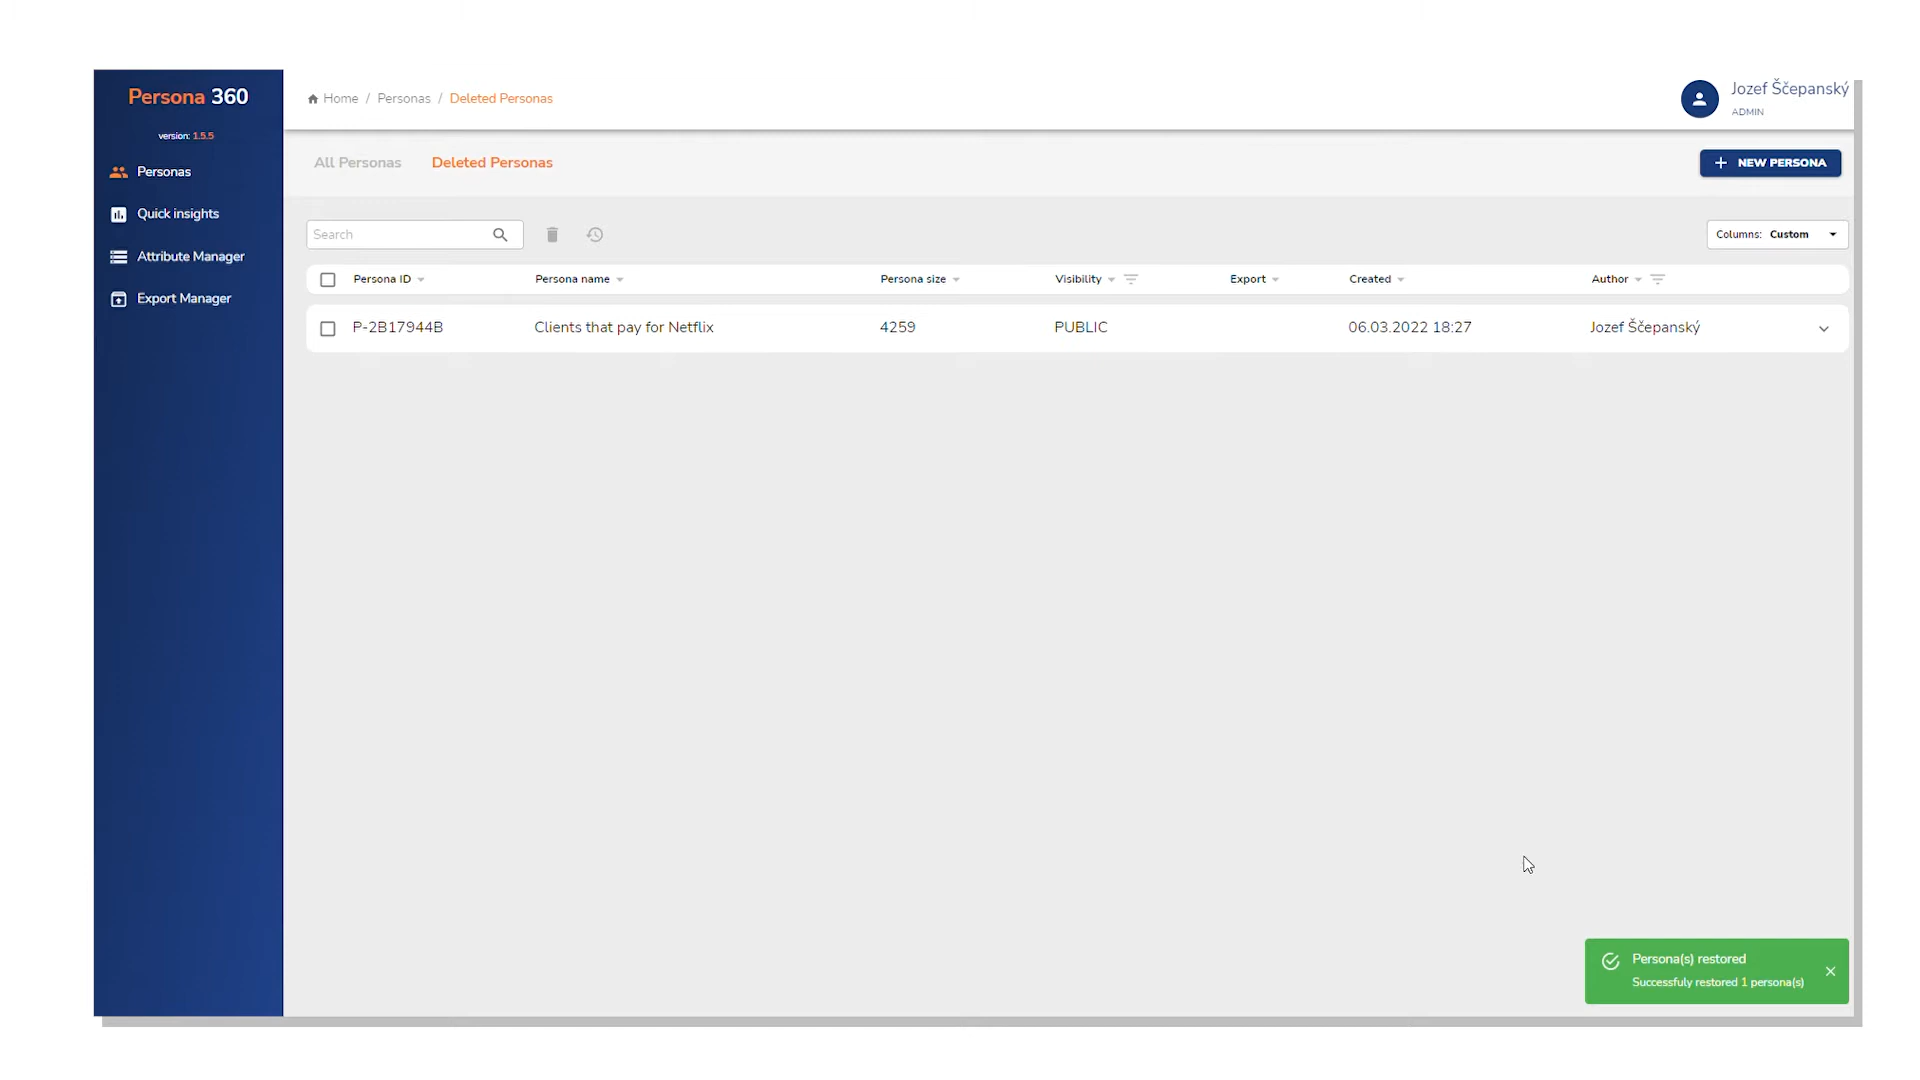 Persona 360
version: 1.5.5
Personas
Quick insights
Attribute Manager
Export Manager
Home / Personas / Deleted Personas
Jozef Ščepanský
ADMIN
All Personas Deleted Personas
NEW PERSONA
Search
Columns: Custom
Persona ID Persona name Persona size Visibility Export Created Author
P-2B17944B Clients that pay for Netflix 4259 PUBLIC 06.03.2022 18:27 Jozef Ščepanský
Persona(s) restored
Successfuly restored 1 persona(s)